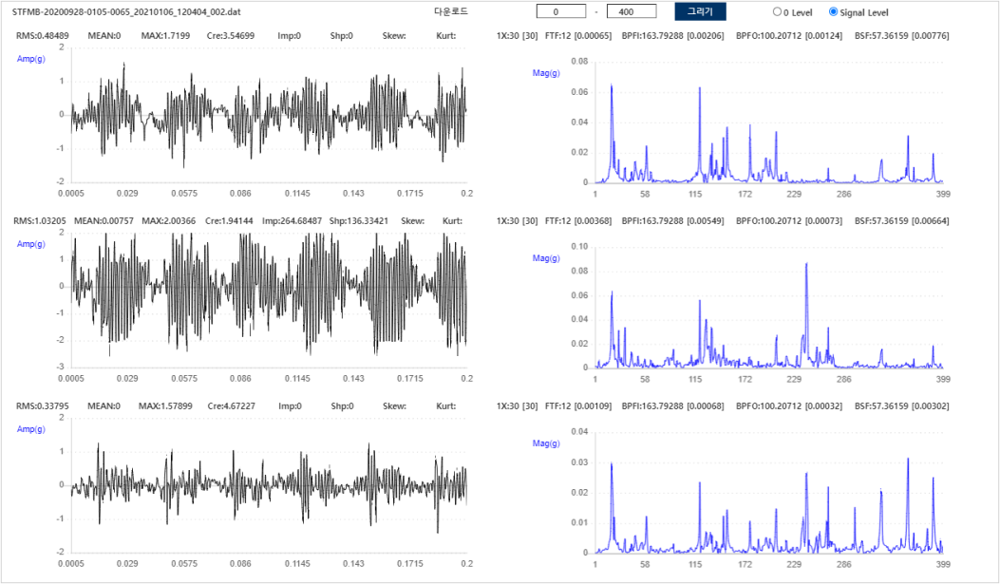 STFMB-20200928-0105-0065_20210106_120404_002.dat 다운로드 0 - 400 그리기 0 Level Signal Level
RMS:0.48489 MEAN:0 MAX:1.7199 Cre:3.54699 Imp:0 Shp:0 Skew: Kurt: 1X:30 [30] FTF:12 [0.00065] BPFI:163.79288 [0.00206] BPFO:100.20712 [0.00124] BSF:57.36159 [0.00776]
Amp(g)
2
1
0
-1
-2
0.0005 0.029 0.0575 0.086 0.1145 0.143 0.1715 0.2
Mag(g)
0.08
0.06
0.04
0.02
0
1 58 115 172 229 286 399
RMS:1.03205 MEAN:0.00757 MAX:2.00366 Cre:1.94144 Imp:264.68487 Shp:136.33421 Skew: Kurt: 1X:30 [30] FTF:12 [0.00368] BPFI:163.79288 [0.00549] BPFO:100.20712 [0.00073] BSF:57.36159 [0.00664]
Amp(g)
2
1
0
-1
-2
-3
0.0005 0.029 0.0575 0.086 0.1145 0.143 0.1715 0.2
Mag(g)
0.10
0.08
0.06
0.04
0.02
0
1 58 115 172 229 286 399
RMS:0.33795 MEAN:0 MAX:1.57899 Cre:4.67227 Imp:0 Shp:0 Skew: Kurt: 1X:30 [30] FTF:12 [0.00109] BPFI:163.79288 [0.00068] BPFO:100.20712 [0.00032] BSF:57.36159 [0.00302]
Amp(g)
2
1
0
-1
-2
0.0005 0.029 0.0575 0.086 0.1145 0.143 0.1715 0.2
Mag(g)
0.04
0.03
0.02
0.01
0
1 58 115 172 229 286 399